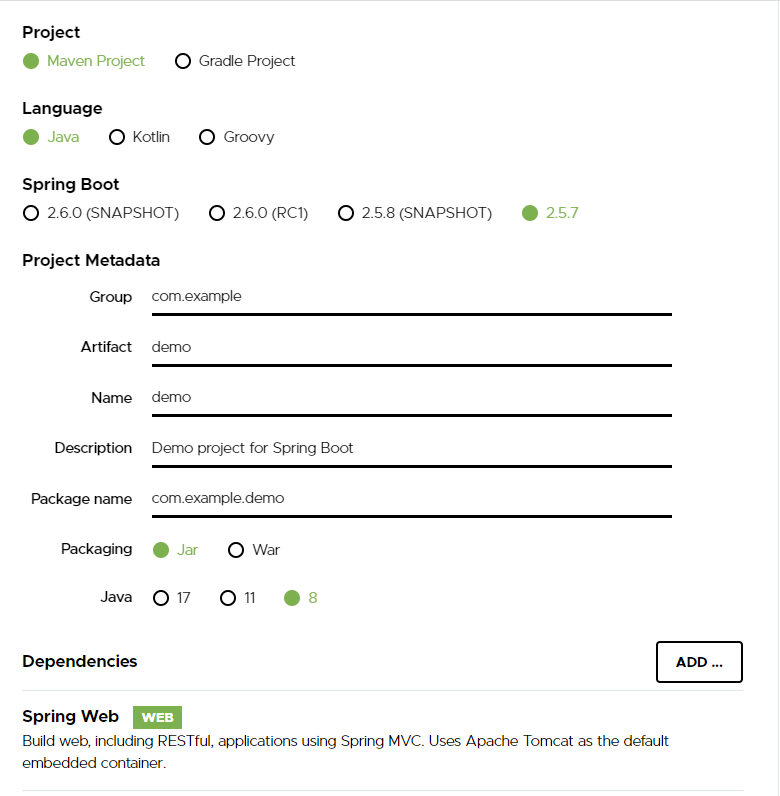 Project
Maven Project Gradle Project
Language
Java Kotlin Groovy
Spring Boot
2.6.0 (SNAPSHOT) 2.6.0 (RC1) 2.5.8 (SNAPSHOT) 2.5.7
Project Metadata
Group com.example
Artifact demo
Name demo
Description Demo project for Spring Boot
Package name com.example.demo
Packaging Jar War
Java 17 11 8
Dependencies ADD ...
Spring Web WEB
Build web, including RESTful, applications using Spring MVC. Uses Apache Tomcat as the default
embedded container.